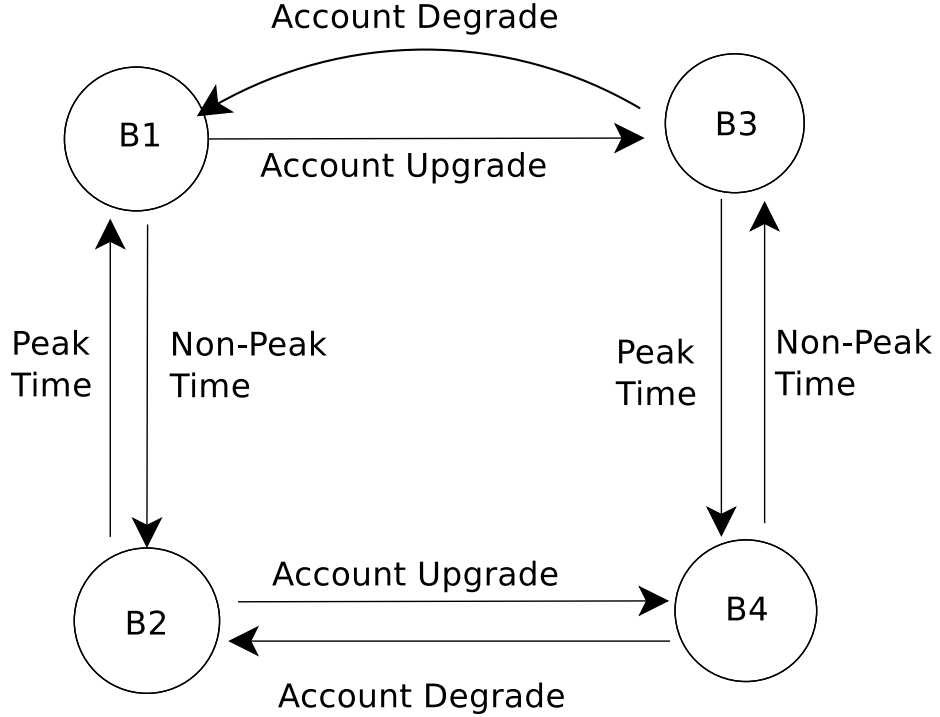 Account Degrade
B1
B3
Account Upgrade
Peak
Time
Non-Peak
Time
Peak
Time
Non-Peak
Time
Account Upgrade
B2
B4
Account Degrade